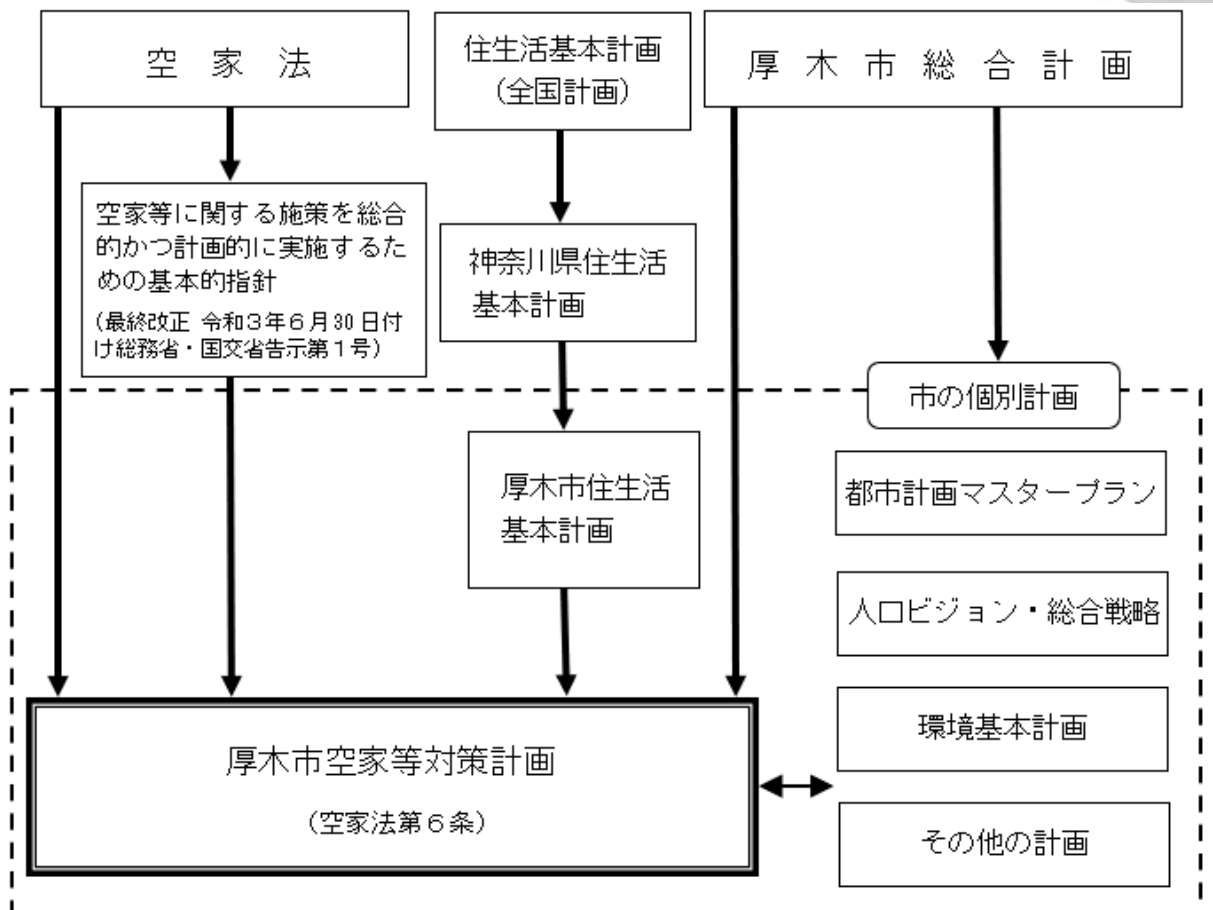 空家法
住生活基本計画
(全国計画)
厚木市総合計画
空家等に関する施策を総合
的かつ計画的に実施するた
めの基本的指針
(最終改正 令和3年6月30日付
け総務省・国交省告示第1号)
神奈川県住生活
基本計画
市の個別計画
厚木市住生活
基本計画
都市計画マスタープラン
人口ビジョン・総合戦略
環境基本計画
その他の計画
厚木市空家等対策計画
(空家法第6条)